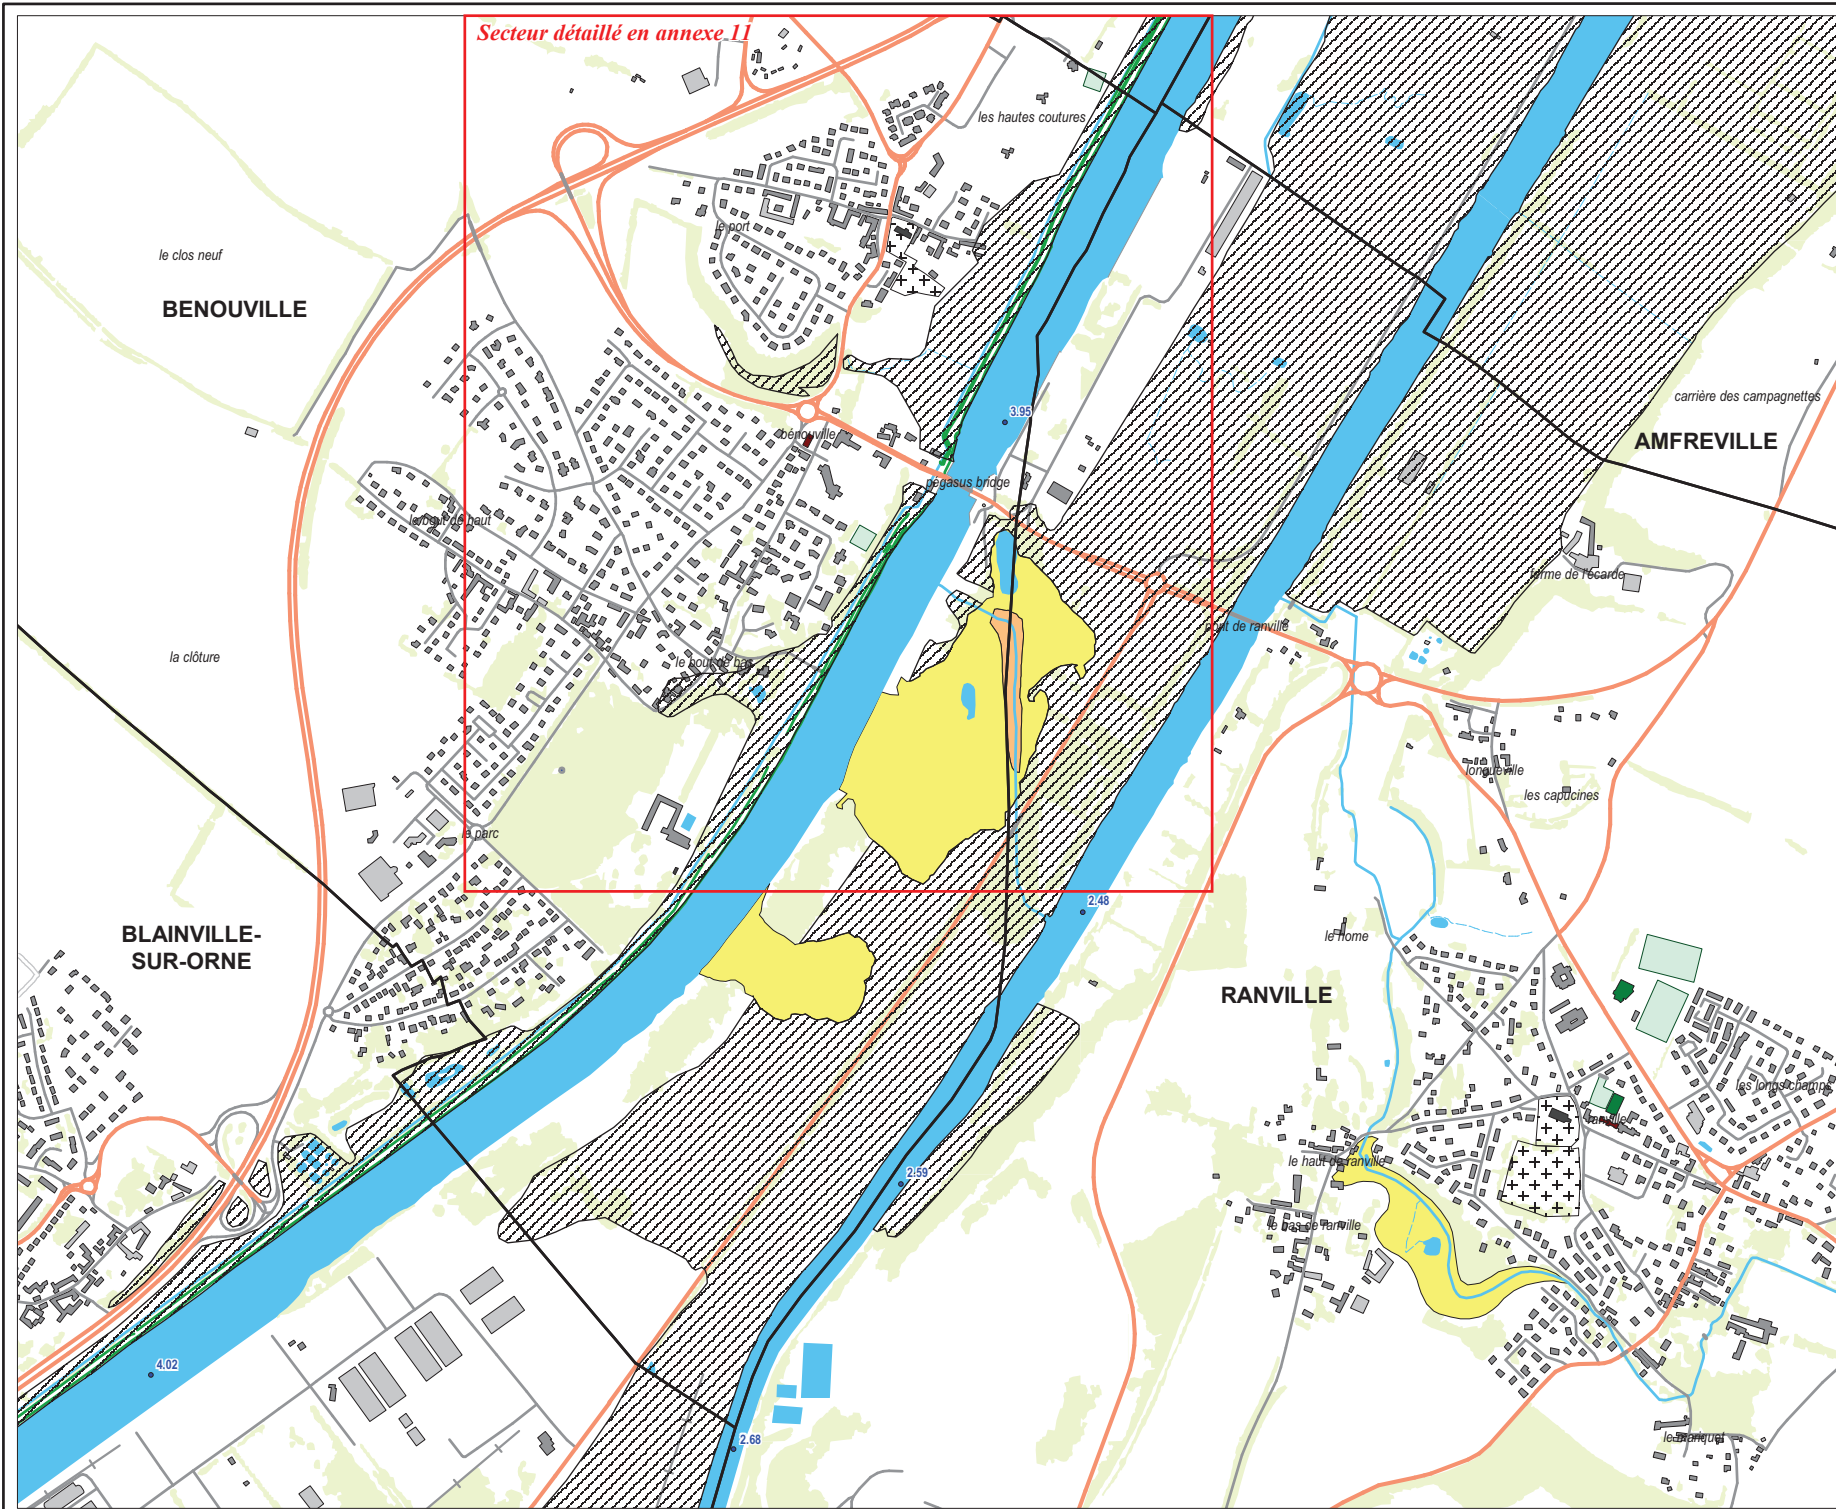 Secteur détaillé en annexe 11
les hautes coutures
le port
le clos neuf
BENOUVILLE
carrière des campagnettes
3.95
bénouville
AMFREVILLE
pégasus bridge
le bout de haut
ferme de l'écarde
pont de ranville
la clôture
le bout de bas
longueville
les capucines
le parc
2.48
BLAINVILLE-
SUR-ORNE
le home
RANVILLE
les longs champs
ranville
le haut de ranville
2.59
le bas de ranville
4.02
2.68
le mariquet